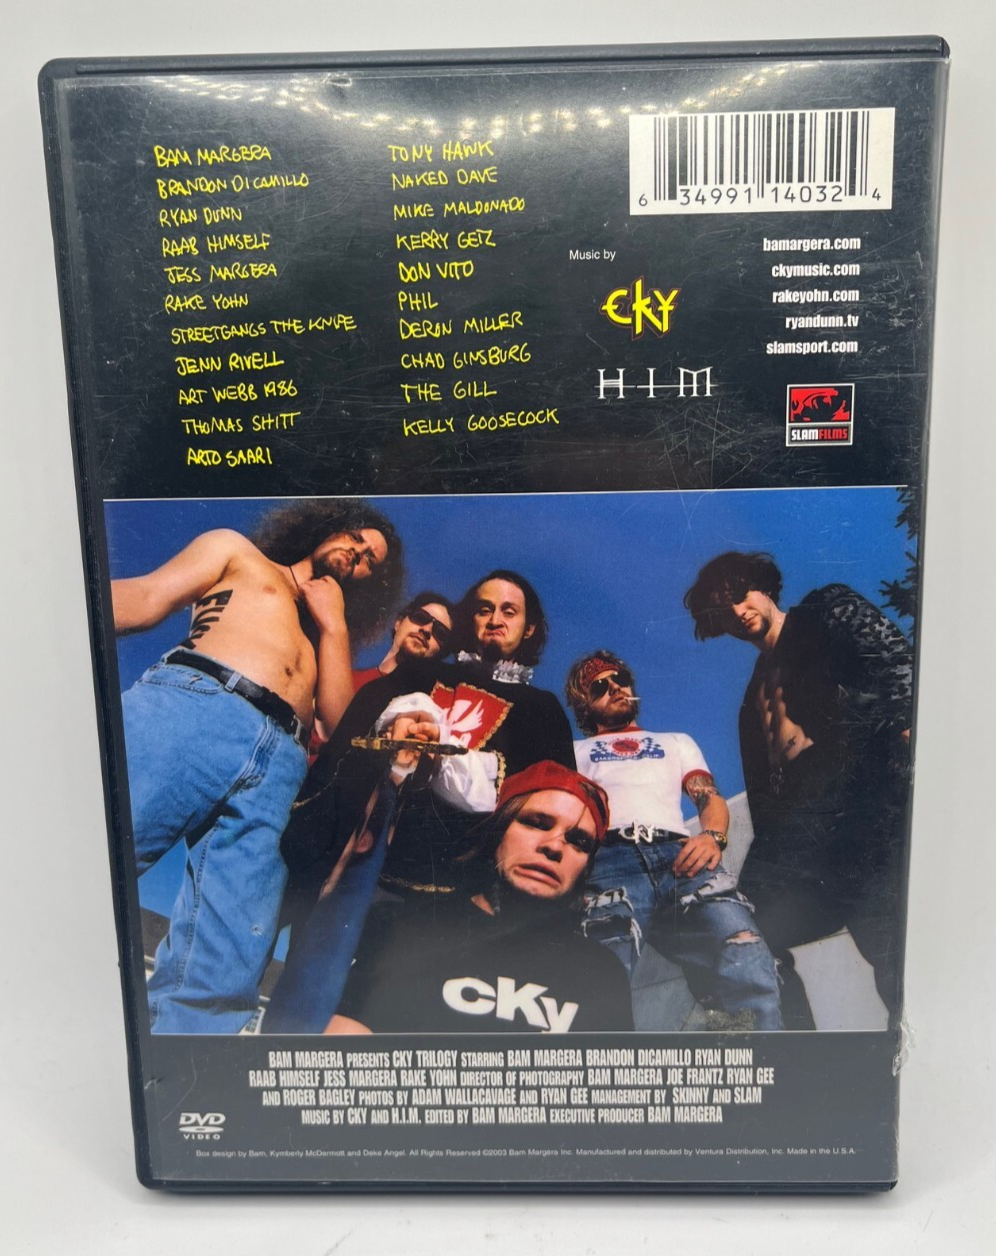 BAM MARGERA
BRANDON DI CAMILLO
RYAN DUNN
RAAB HIMSELF
JESS MARGERA
RAKE YOHN
STREETGANGS THE KNIFE
JENN RIVELL
ART WEBB 1986
THOMAS SHITT
ARTO SAARI
TONY HAWK
NAKED DAVE
MIKE MALDONADO
KERRY GETZ
DON VITO
PHIL
DERON MILLER
CHAD GINSBURG
THE GILL
KELLY GOOSECOCK
Music by
CKY
HIM
6 34991 14032 4
bamargera.com
ckymusic.com
rakeyohn.com
ryandunn.tv
slamsport.com
SLAMFILMS
CKy
BAM MARGERA PRESENTS CKY TRILOGY STARRING BAM MARGERA BRANDON DICAMILLO RYAN DUNN
RAAB HIMSELF JESS MARGERA RAKE YOHN DIRECTOR OF PHOTOGRAPHY BAM MARGERA JOE FRANTZ RYAN GEE
AND ROGER BAGLEY PHOTOS BY ADAM WALLACAVAGE AND RYAN GEE MANAGEMENT BY SKINNY AND SLAM
MUSIC BY CKY AND H.I.M. EDITED BY BAM MARGERA EXECUTIVE PRODUCER BAM MARGERA
DVD
VIDEO
Box design by Bam, Kymberly McDermott and Deke Angel. All Rights Reserved ©2003 Bam Margera Inc. Manufactured and distributed by Ventura Distribution, Inc. Made in the U.S.A.